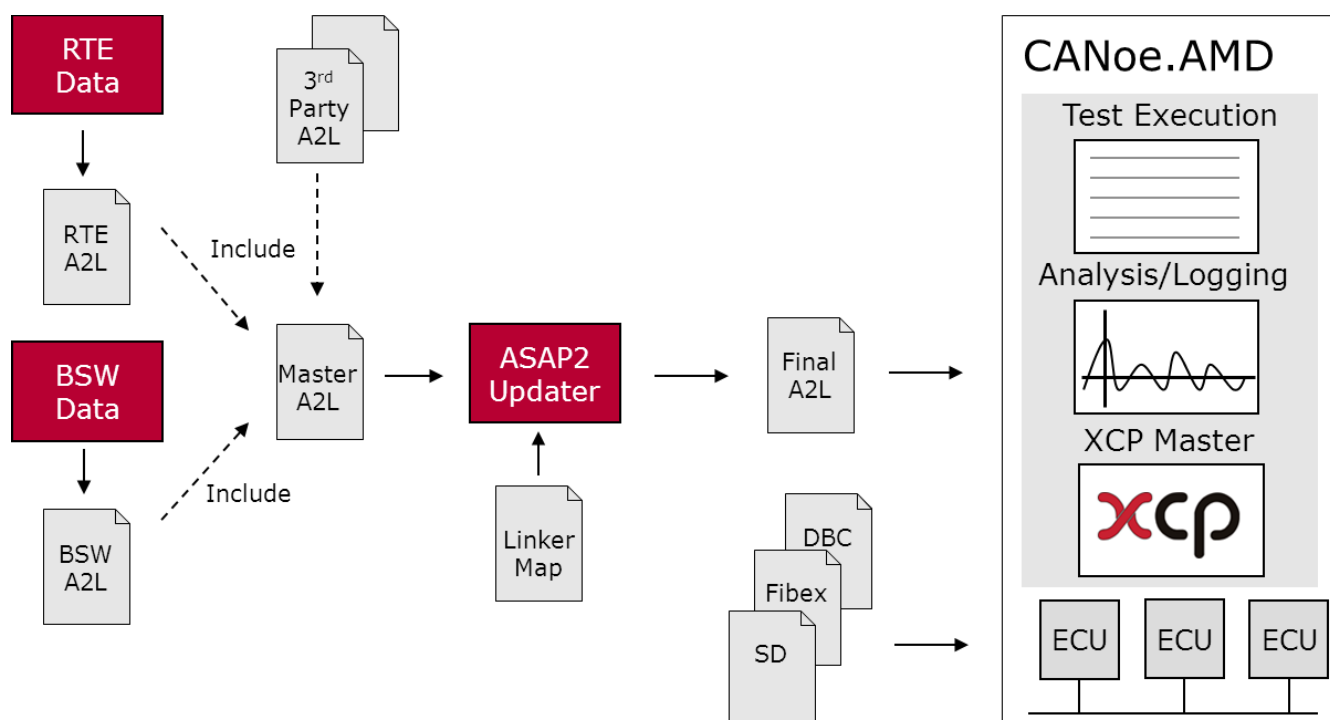 RTE
Data
3rd
Party
A2L
RTE
A2L
Include
BSW
Data
Master
A2L
ASAP2
Updater
Final
A2L
Include
BSW
A2L
Linker
Map
DBC
Fibex
SD
CANoe.AMD
Test Execution
Analysis/Logging
XCP Master
xcp
ECU
ECU
ECU